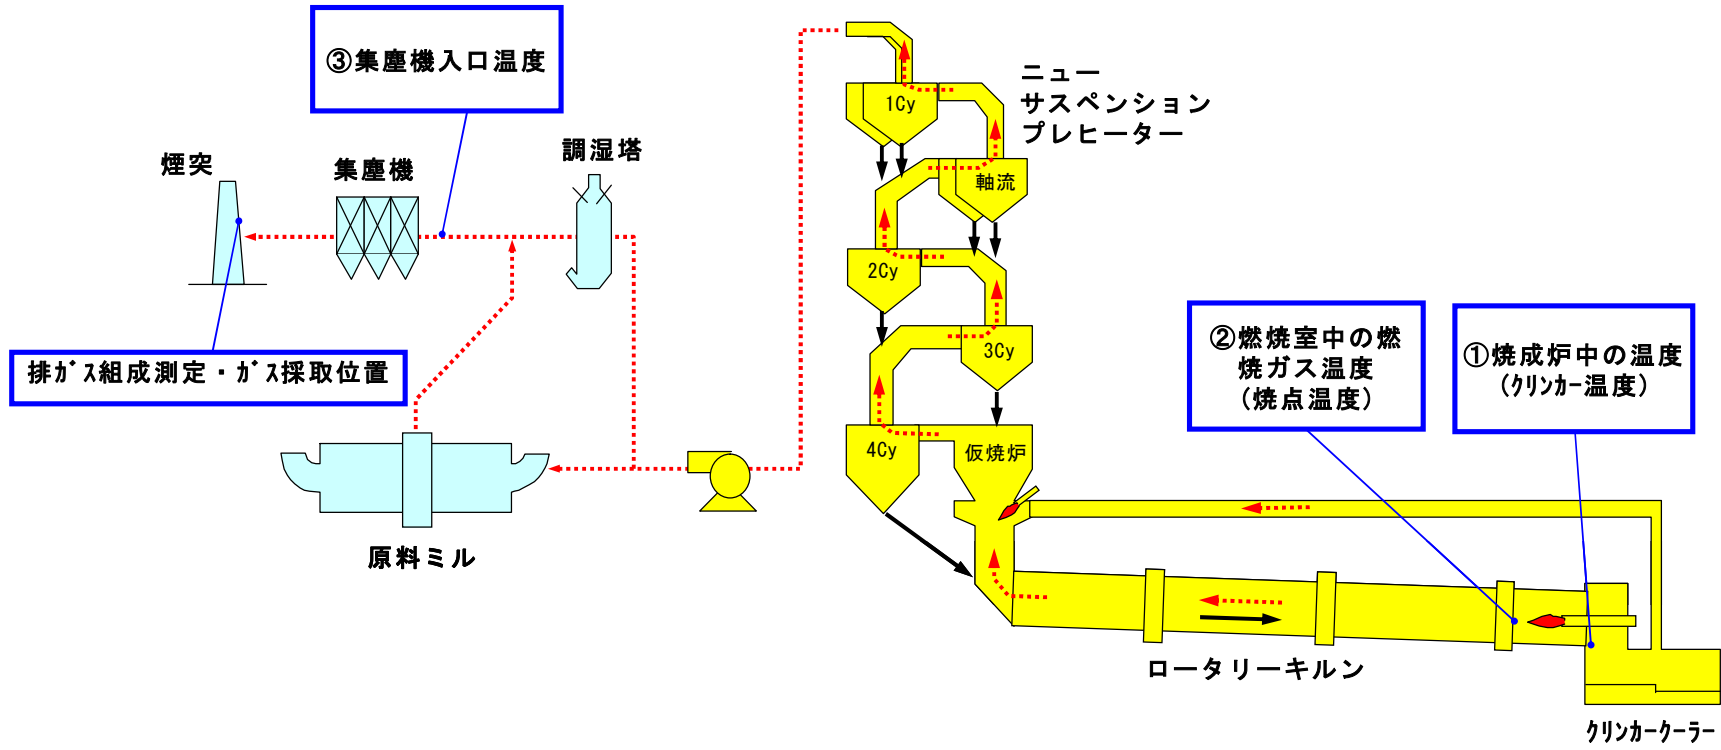 ③集塵機入口温度
ニュー
サスペンション
プレヒーター
1Cy
煙突
集塵機
調湿塔
軸流
2Cy
排ｶﾞｽ組成測定・ｶﾞｽ採取位置
3Cy
②燃焼室中の燃
焼ガス温度
（焼点温度）
①焼成炉中の温度
（ｸﾘﾝｶｰ温度）
4Cy
仮焼炉
原料ミル
ロータリーキルン
ｸﾘﾝｶｰｸｰﾗｰ